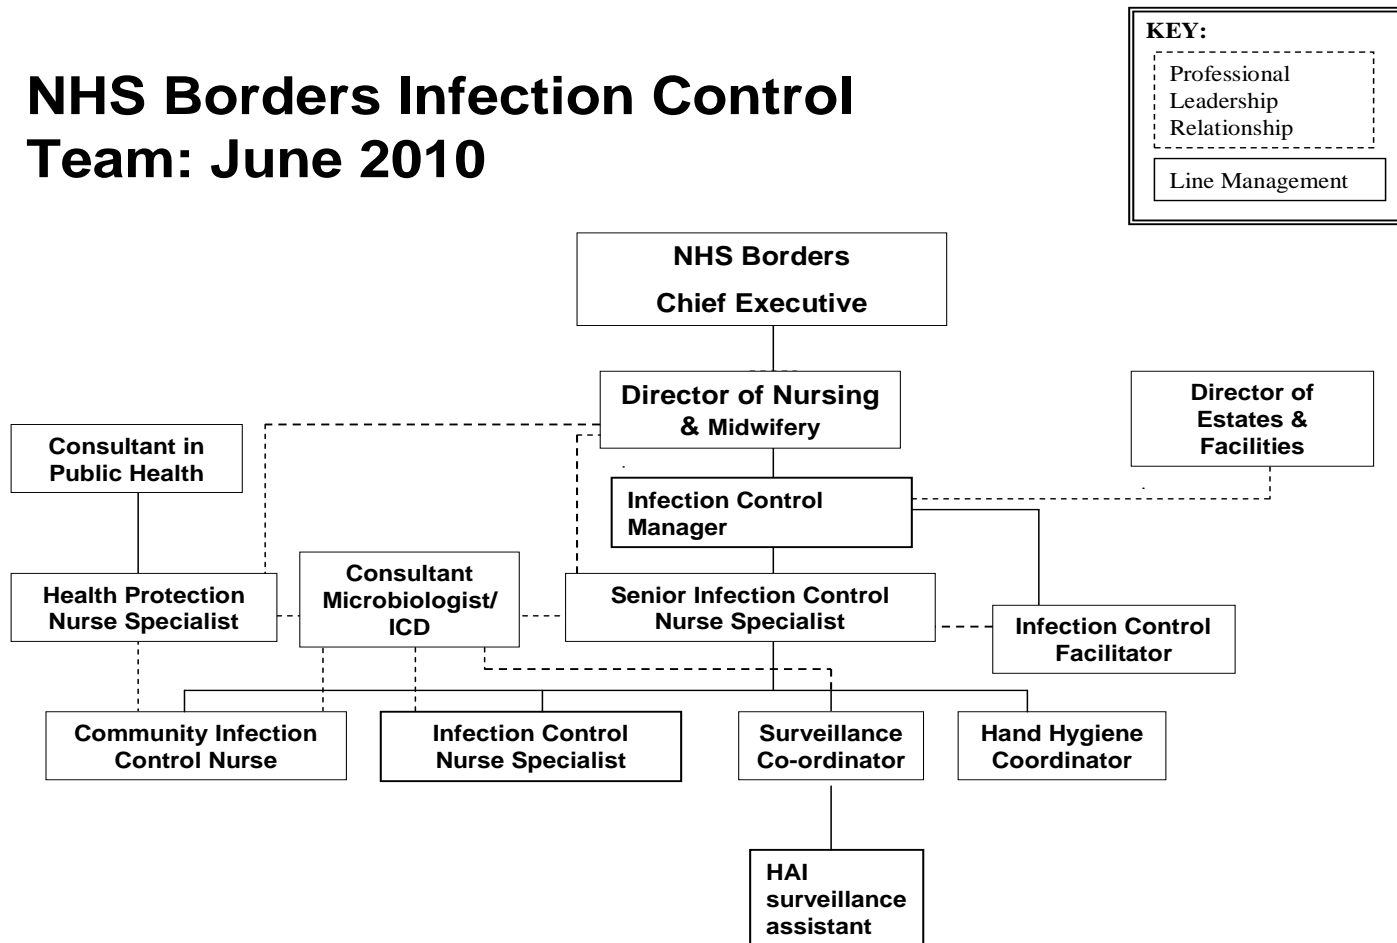 KEY:
Professional
Leadership
Relationship
Line Management
NHS Borders Infection Control
Team: June 2010
NHS Borders
Chief Executive
Director of Nursing
& Midwifery
Director of
Estates &
Facilities
Consultant in
Public Health
Infection Control
Manager
Consultant
Microbiologist/
ICD
Health Protection
Nurse Specialist
Senior Infection Control
Nurse Specialist
Infection Control
Facilitator
Community Infection
Control Nurse
Infection Control
Nurse Specialist
Surveillance
Co-ordinator
Hand Hygiene
Coordinator
HAI
surveillance
assistant